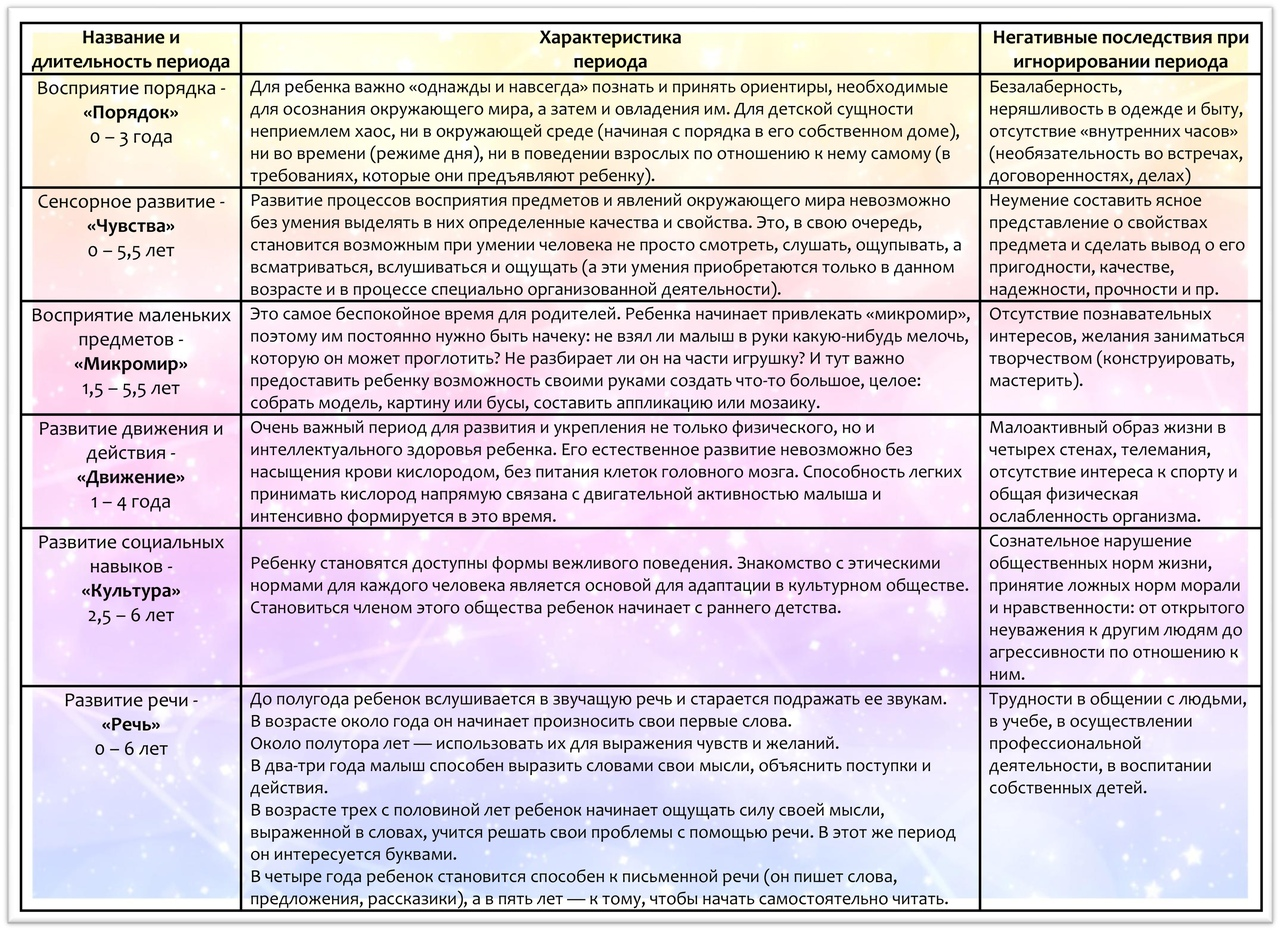 Название и
длительность периода
Характеристика
периода
Негативные последствия при
игнорировании периода
Восприятие порядка -
«Порядок»
0 – 3 года
Для ребенка важно «однажды и навсегда» познать и принять ориентиры, необходимые
для осознания окружающего мира, а затем и овладения им. Для детской сущности
неприемлем хаос, ни в окружающей среде (начиная с порядка в его собственном доме),
ни во времени (режиме дня), ни в поведении взрослых по отношению к нему самому (в
требованиях, которые они предъявляют ребенку).
Безалаберность,
неряшливость в одежде и быту,
отсутствие «внутренних часов»
(необязательность во встречах,
договоренностях, делах)
Сенсорное развитие -
«Чувства»
0 – 5,5 лет
Развитие процессов восприятия предметов и явлений окружающего мира невозможно
без умения выделять в них определенные качества и свойства. Это, в свою очередь,
становится возможным при умении человека не просто смотреть, слушать, ощупывать, а
всматриваться, вслушиваться и ощущать (а эти умения приобретаются только в данном
возрасте и в процессе специально организованной деятельности).
Неумение составить ясное
представление о свойствах
предмета и сделать вывод о его
пригодности, качестве,
надежности, прочности и пр.
Восприятие маленьких
предметов -
«Микромир»
1,5 – 5,5 лет
Это самое беспокойное время для родителей. Ребенка начинает привлекать «микромир»,
поэтому им постоянно нужно быть начеку: не взял ли малыш в руки какую-нибудь мелочь,
которую он может проглотить? Не разбирает ли он на части игрушку? И тут важно
предоставить ребенку возможность своими руками создать что-то большое, целое:
собрать модель, картину или бусы, составить аппликацию или мозаику.
Отсутствие познавательных
интересов, желания заниматься
творчеством (конструировать,
мастерить).
Развитие движения и
действия -
«Движение»
1 – 4 года
Очень важный период для развития и укрепления не только физического, но и
интеллектуального здоровья ребенка. Его естественное развитие невозможно без
насыщения крови кислородом, без питания клеток головного мозга. Способность легких
принимать кислород напрямую связана с двигательной активностью малыша и
интенсивно формируется в это время.
Малоактивный образ жизни в
четырех стенах, телемания,
отсутствие интереса к спорту и
общая физическая
ослабленность организма.
Развитие социальных
навыков -
«Культура»
2,5 – 6 лет
Ребенку становятся доступны формы вежливого поведения. Знакомство с этическими
нормами для каждого человека является основой для адаптации в культурном обществе.
Становиться членом этого общества ребенок начинает с раннего детства.
Сознательное нарушение
общественных норм жизни,
принятие ложных норм морали
и нравственности: от открытого
неуважения к другим людям до
агрессивности по отношению к
ним.
Развитие речи -
«Речь»
0 – 6 лет
До полугода ребенок вслушивается в звучащую речь и старается подражать ее звукам.
В возрасте около года он начинает произносить свои первые слова.
Около полутора лет — использовать их для выражения чувств и желаний.
В два-три года малыш способен выразить словами свои мысли, объяснить поступки и
действия.
В возрасте трех с половиной лет ребенок начинает ощущать силу своей мысли,
выраженной в словах, учится решать свои проблемы с помощью речи. В этот же период
он интересуется буквами.
В четыре года ребенок становится способен к письменной речи (он пишет слова,
предложения, рассказики), а в пять лет — к тому, чтобы начать самостоятельно читать.
Трудности в общении с людьми,
в учебе, в осуществлении
профессиональной
деятельности, в воспитании
собственных детей.